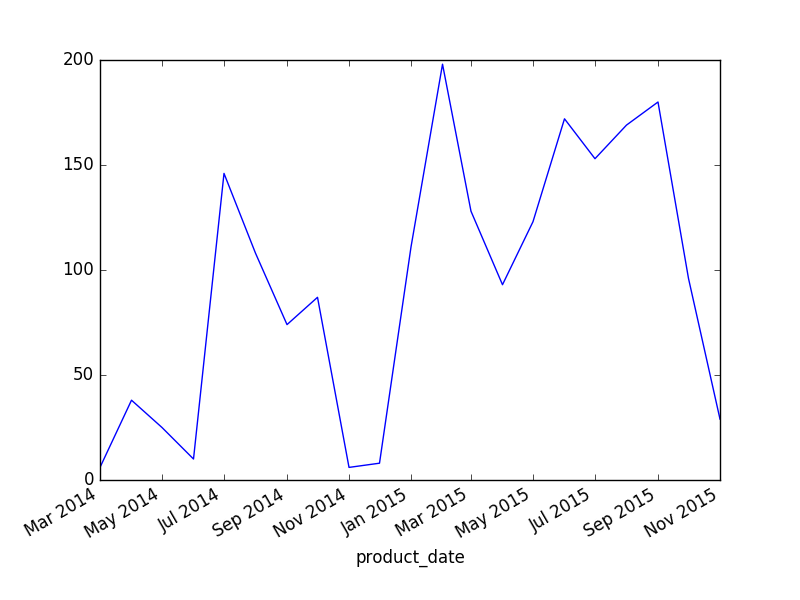 200
150
100
50
0
Mar 2014
May 2014
Jul 2014
Sep 2014
Nov 2014
Jan 2015
Mar 2015
May 2015
Jul 2015
Sep 2015
Nov 2015
product_date